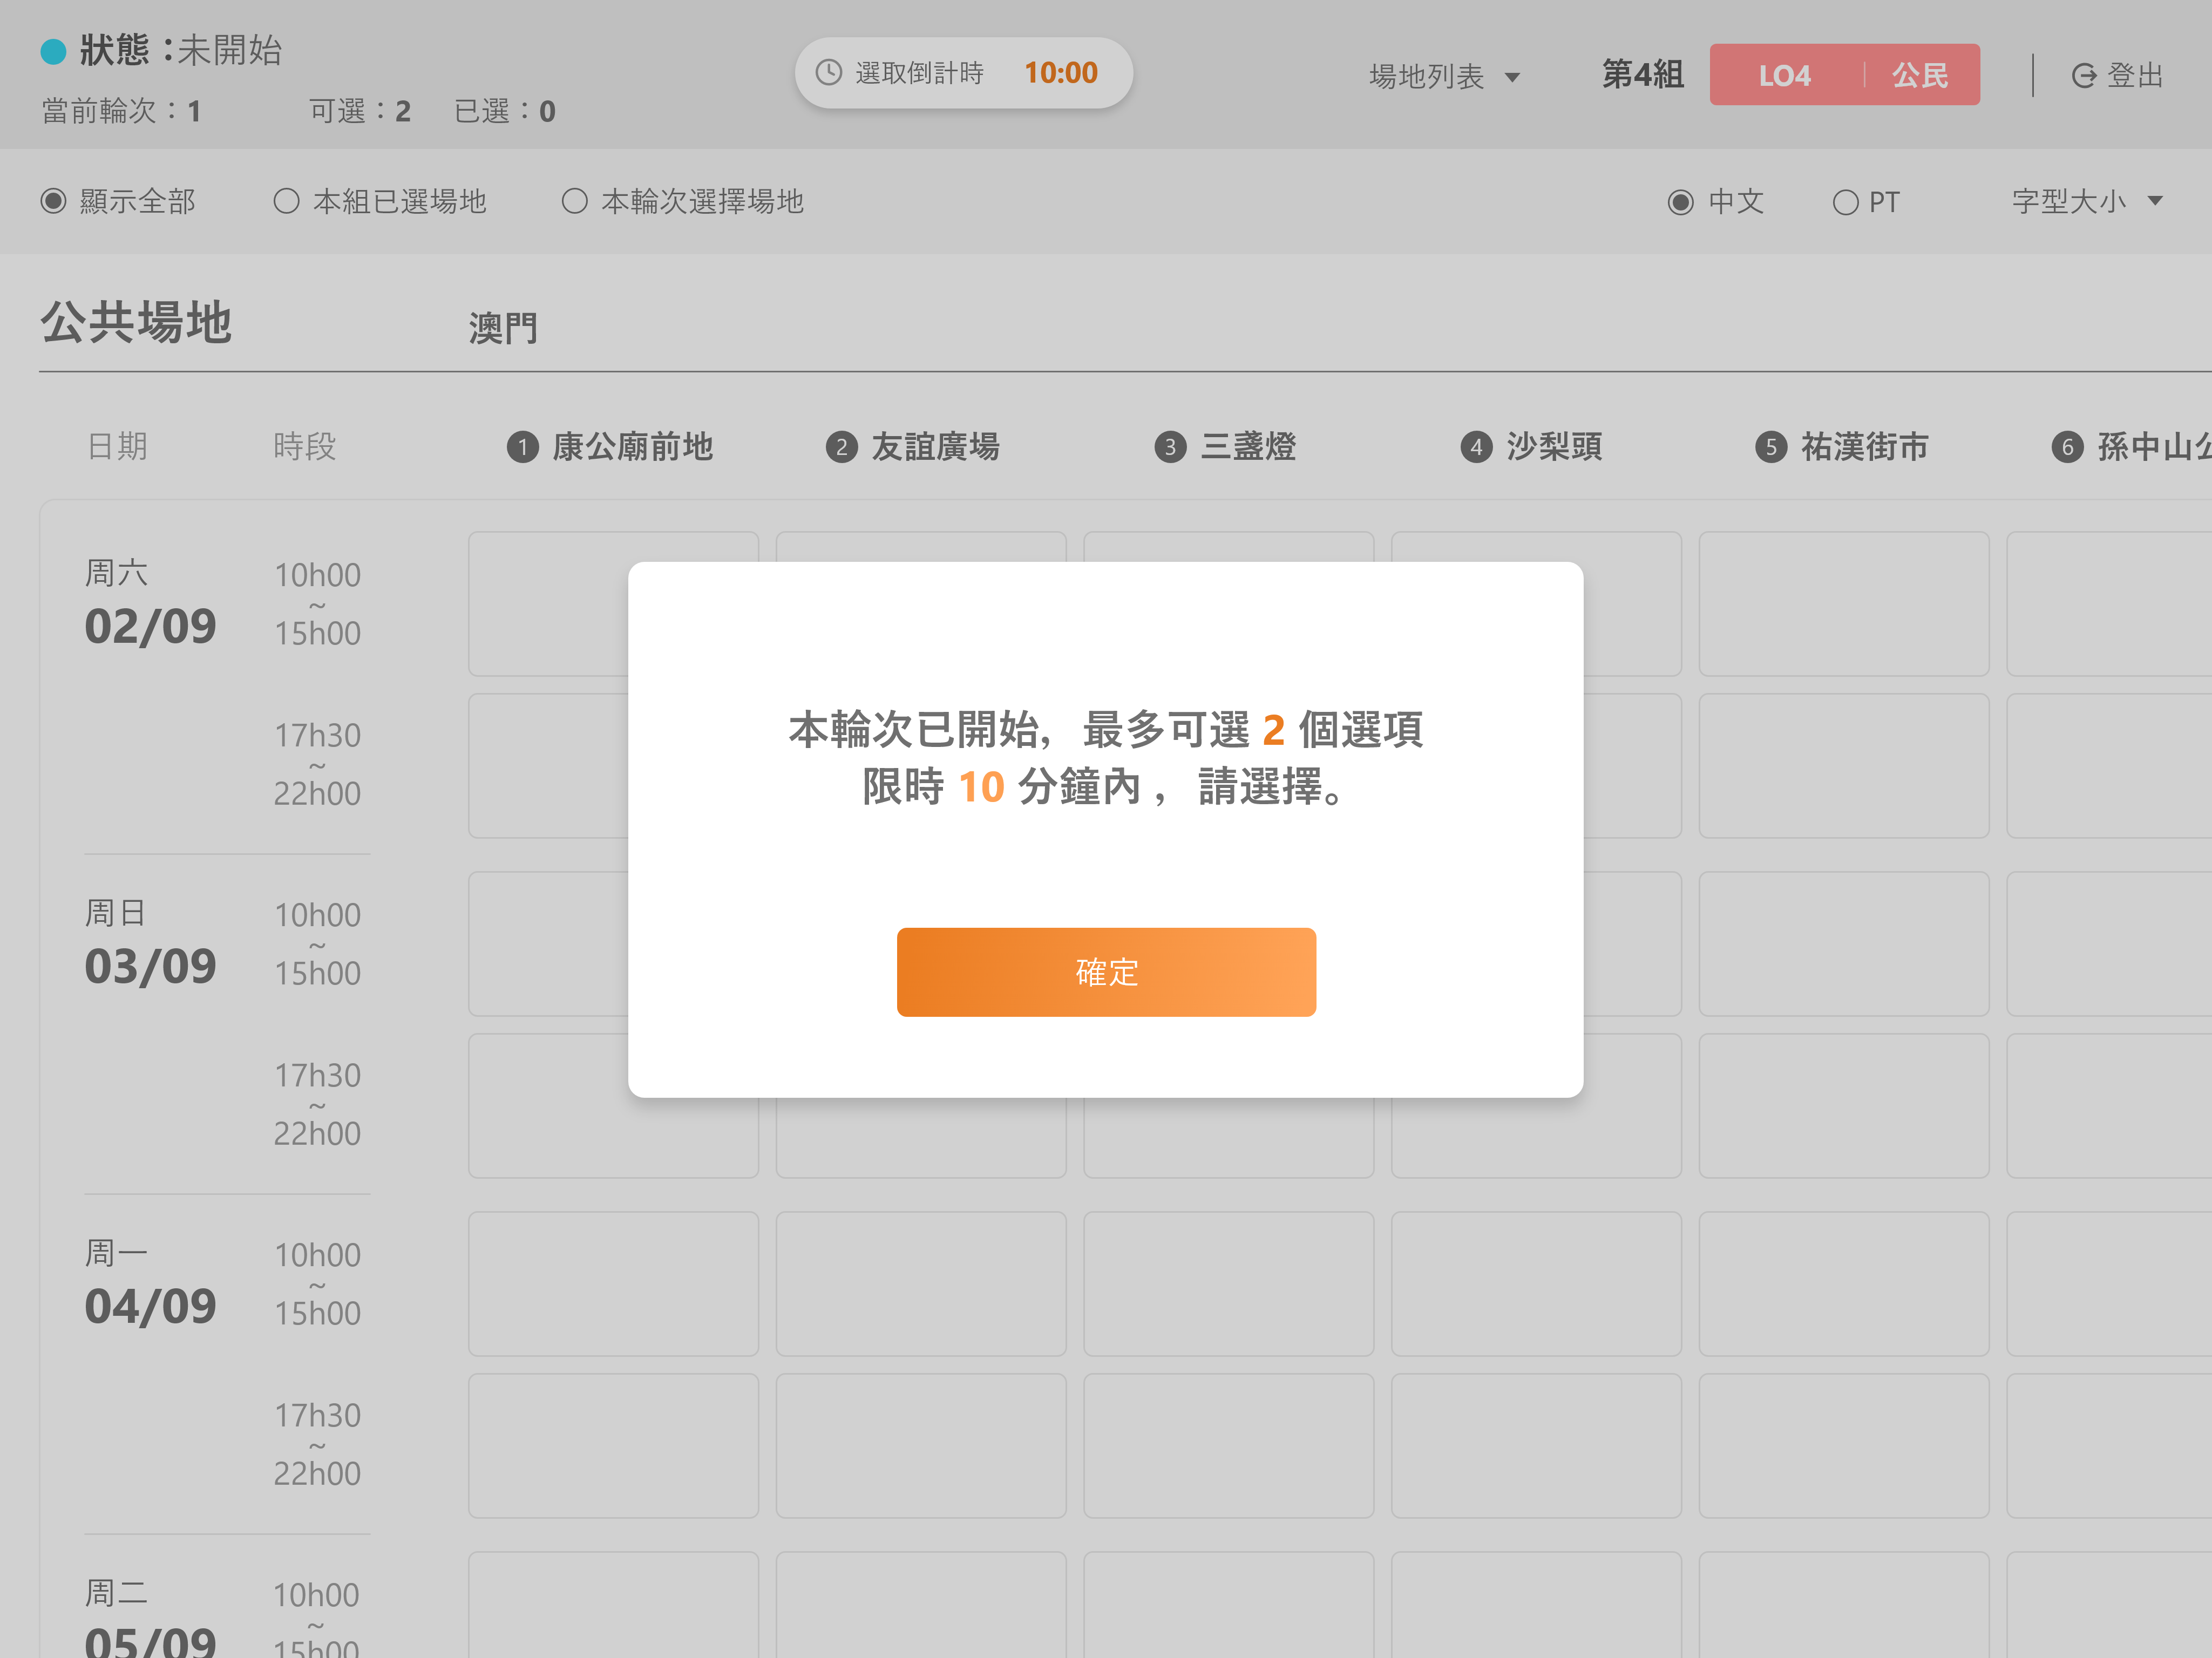 狀態：未開始
當前輪次：1 可選：2 已選：0
選取倒計時 10:00
場地列表
第4組 LO4 公民
登出
顯示全部 本組已選場地 本輪次選擇場地
中文 PT 字型大小
公共場地 澳門
日期 時段 1 康公廟前地 2 友誼廣場 3 三盞燈 4 沙梨頭 5 祐漢街市 6 孫中山公
周六
02/09
10h00
~
15h00
17h30
~
22h00
周日
03/09
10h00
~
15h00
17h30
~
22h00
周一
04/09
10h00
~
15h00
17h30
~
22h00
周二
05/09
10h00
~
15h00
本輪次已開始，最多可選 2 個選項
限時 10 分鐘內，請選擇。
確定